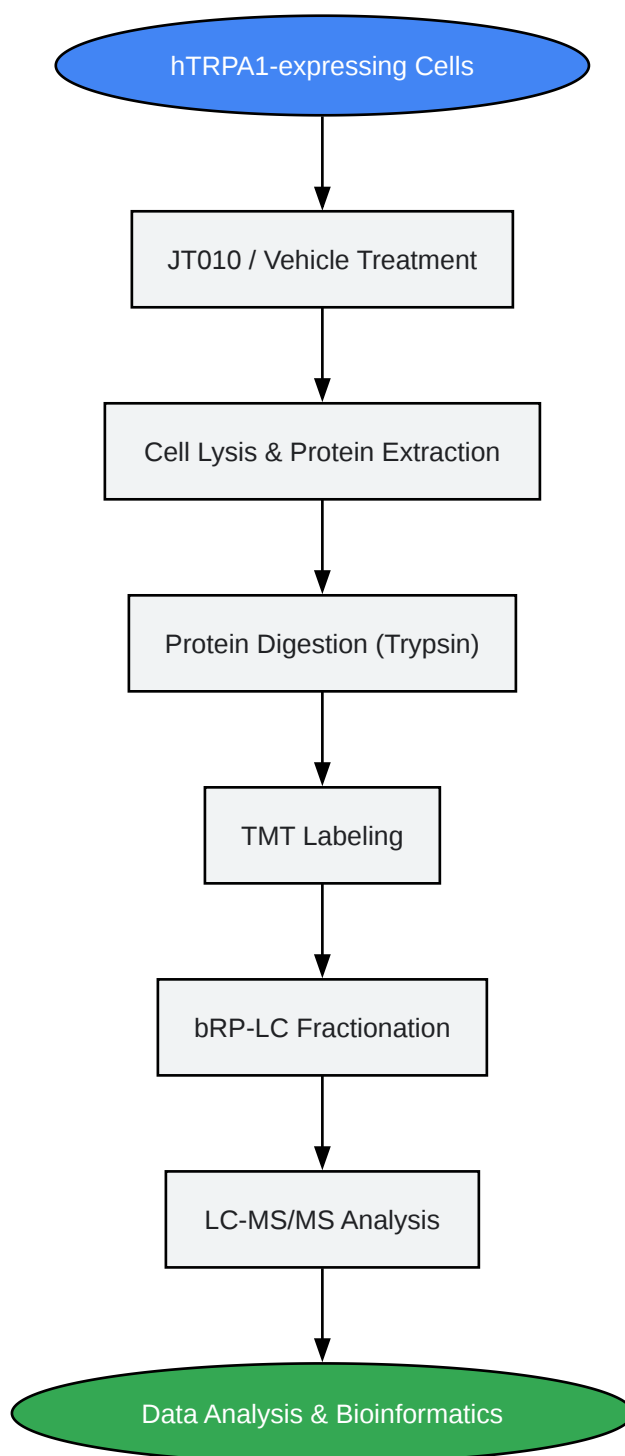 hTRPA1-expressing Cells
JT010 / Vehicle Treatment
Cell Lysis & Protein Extraction
Protein Digestion (Trypsin)
TMT Labeling
bRP-LC Fractionation
LC-MS/MS Analysis
Data Analysis & Bioinformatics